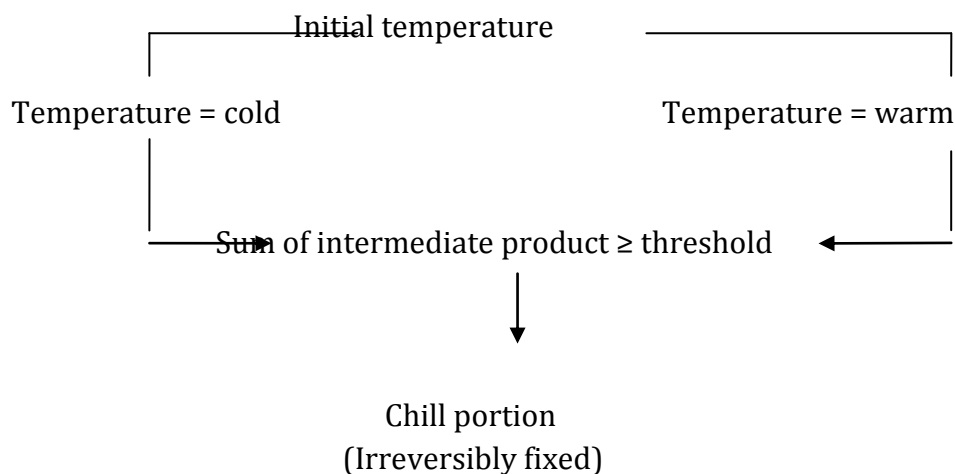 Initial temperature
Temperature = cold
Temperature = warm
Sum of intermediate product ≥ threshold
Chill portion
(Irreversibly fixed)